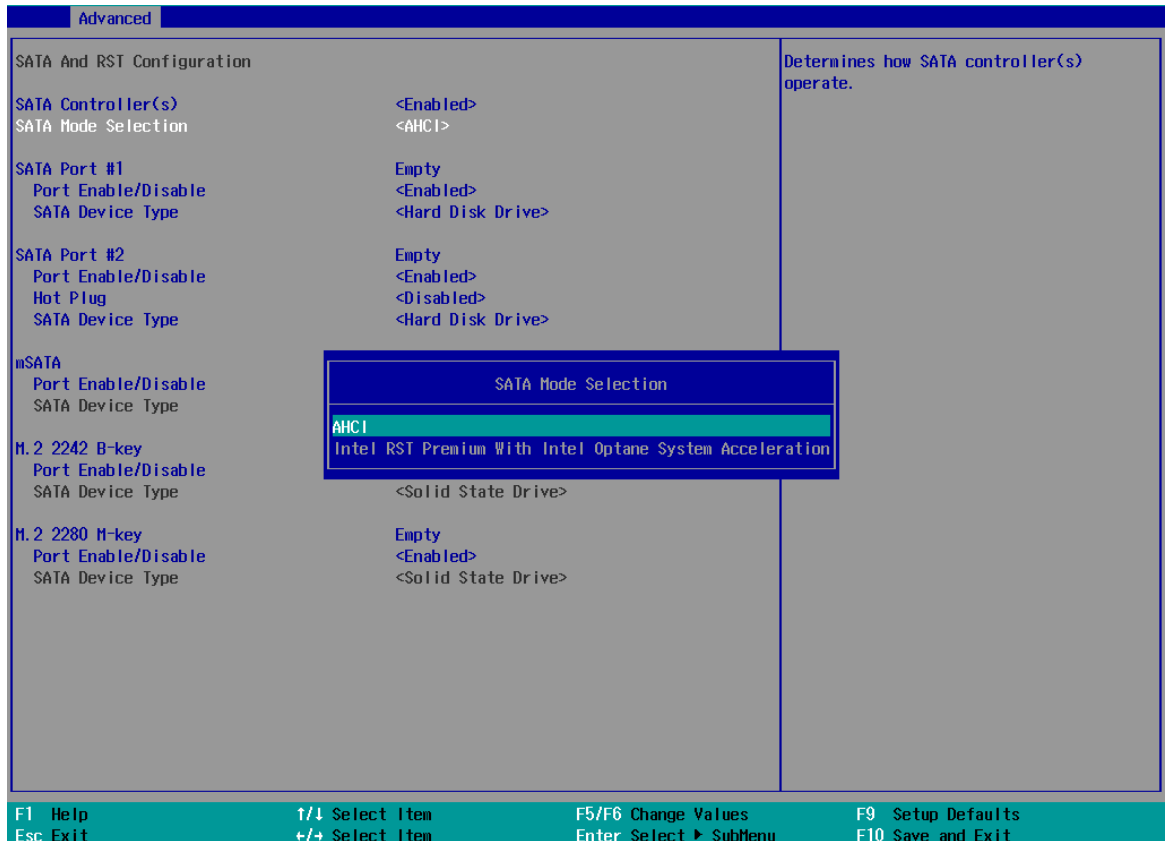 Advanced
SATA And RST Configuration
Determines how SATA controller(s)
operate.
SATA Controller(s) <Enabled>
SATA Mode Selection <AHCI>
SATA Port #1 Empty
Port Enable/Disable <Enabled>
SATA Device Type <Hard Disk Drive>
SATA Port #2 Empty
Port Enable/Disable <Enabled>
Hot Plug <Disabled>
SATA Device Type <Hard Disk Drive>
mSATA
Port Enable/Disable
SATA Device Type
SATA Mode Selection
AHCI
Intel RST Premium With Intel Optane System Acceleration
M.2 2242 B-key
Port Enable/Disable
SATA Device Type <Solid State Drive>
M.2 2280 M-key Empty
Port Enable/Disable <Enabled>
SATA Device Type <Solid State Drive>
F1 Help ↑/↓ Select Item F5/F6 Change Values F9 Setup Defaults
Esc Exit ←/→ Select Item Enter Select ▶ SubMenu F10 Save and Exit